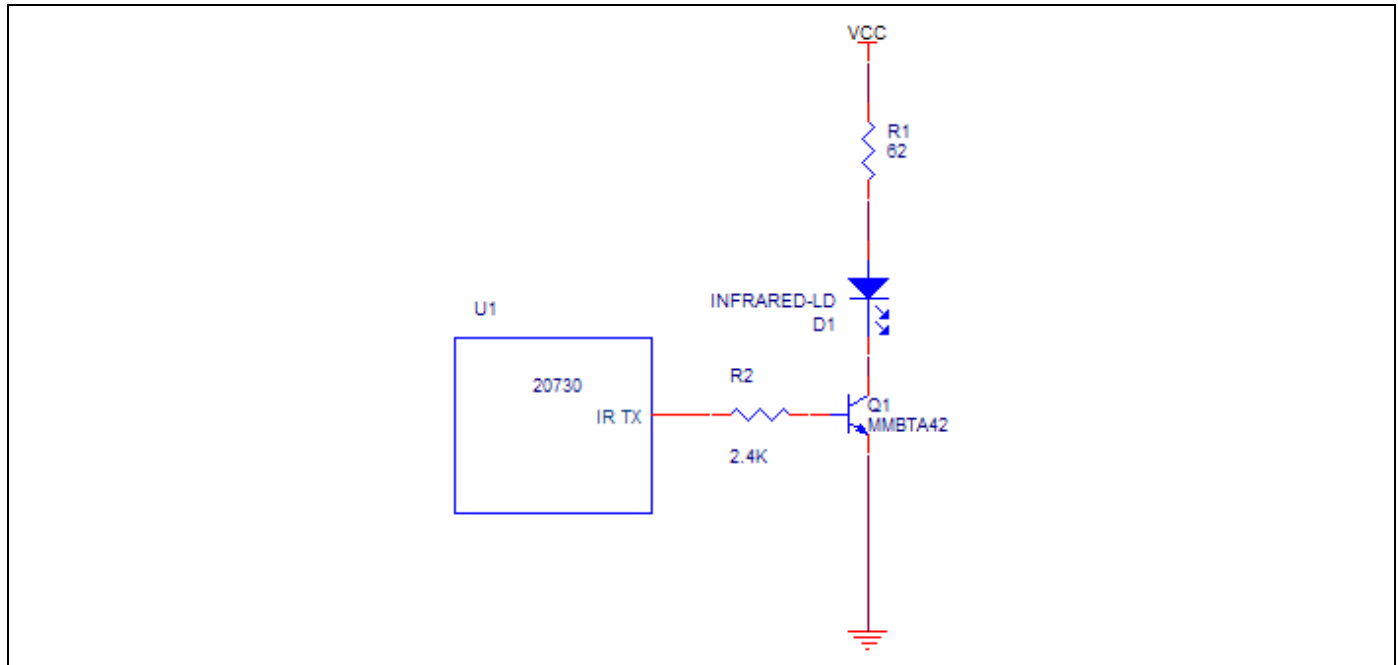 VCC
R1
62
INFRARED-LD
D1
U1
20730
IR TX
R2
2.4K
Q1
MMBTA42